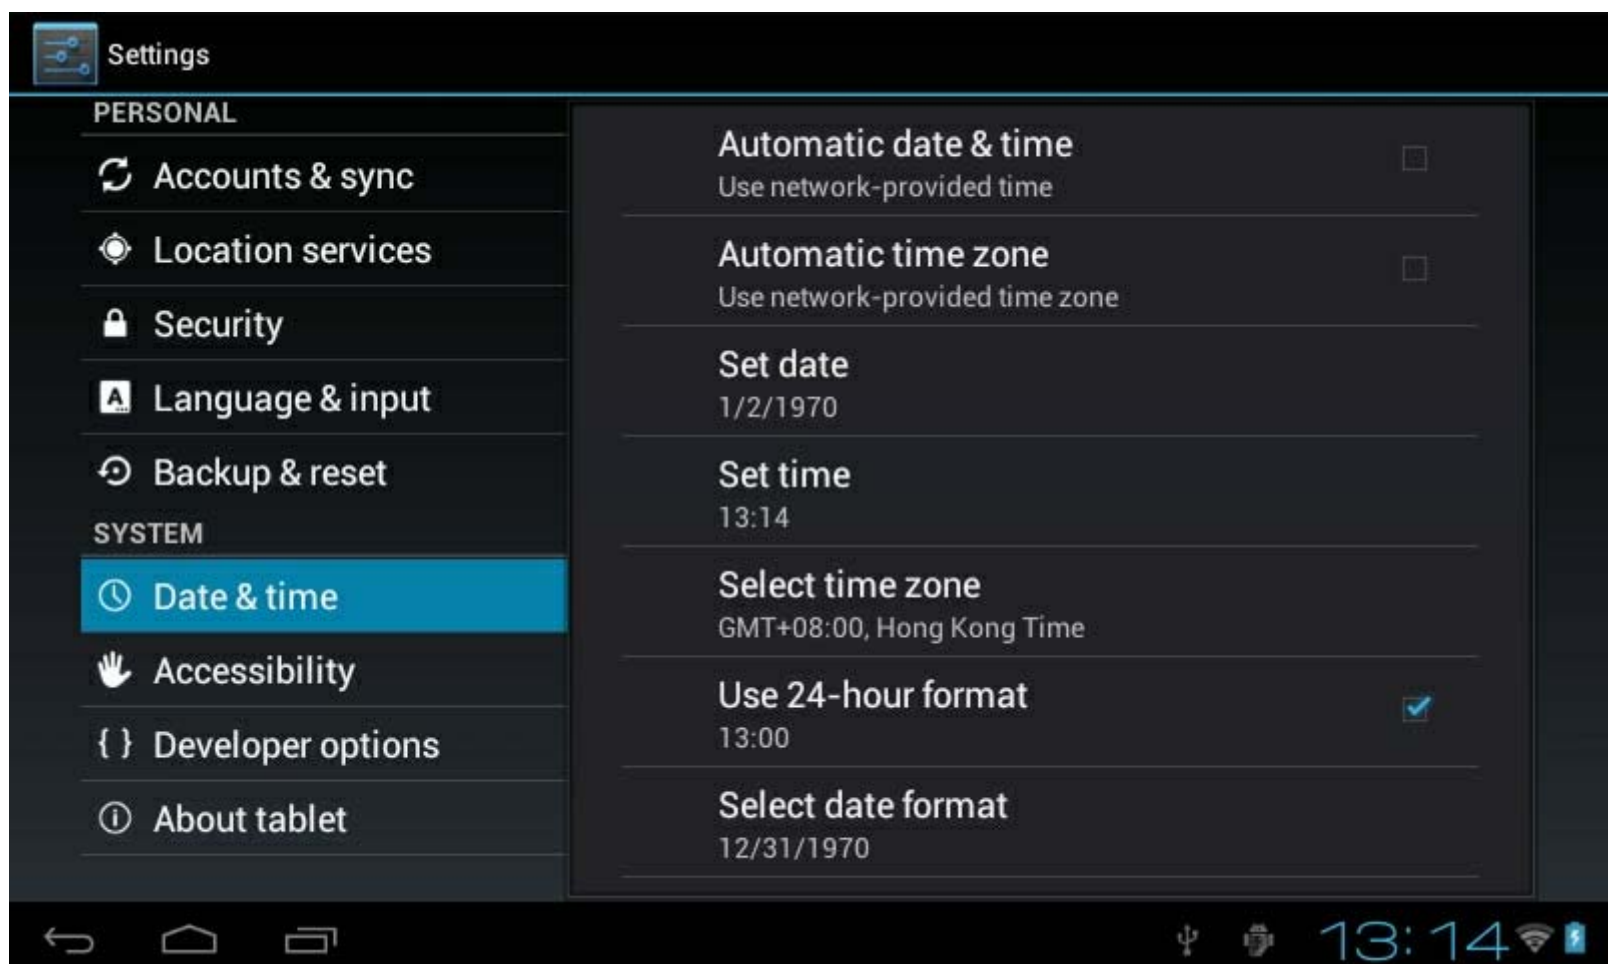 Settings
PERSONAL
Accounts & sync
Location services
Security
Language & input
Backup & reset
SYSTEM
Date & time
Accessibility
{ } Developer options
About tablet
Automatic date & time
Use network-provided time
Automatic time zone
Use network-provided time zone
Set date
1/2/1970
Set time
13:14
Select time zone
GMT+08:00, Hong Kong Time
Use 24-hour format
13:00
Select date format
12/31/1970
13:14